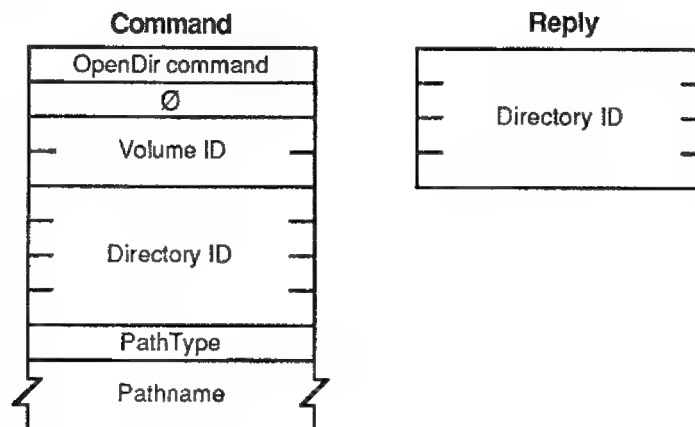 Command
OpenDir command
Ø
Volume ID
Directory ID
PathType
Pathname
Reply
Directory ID